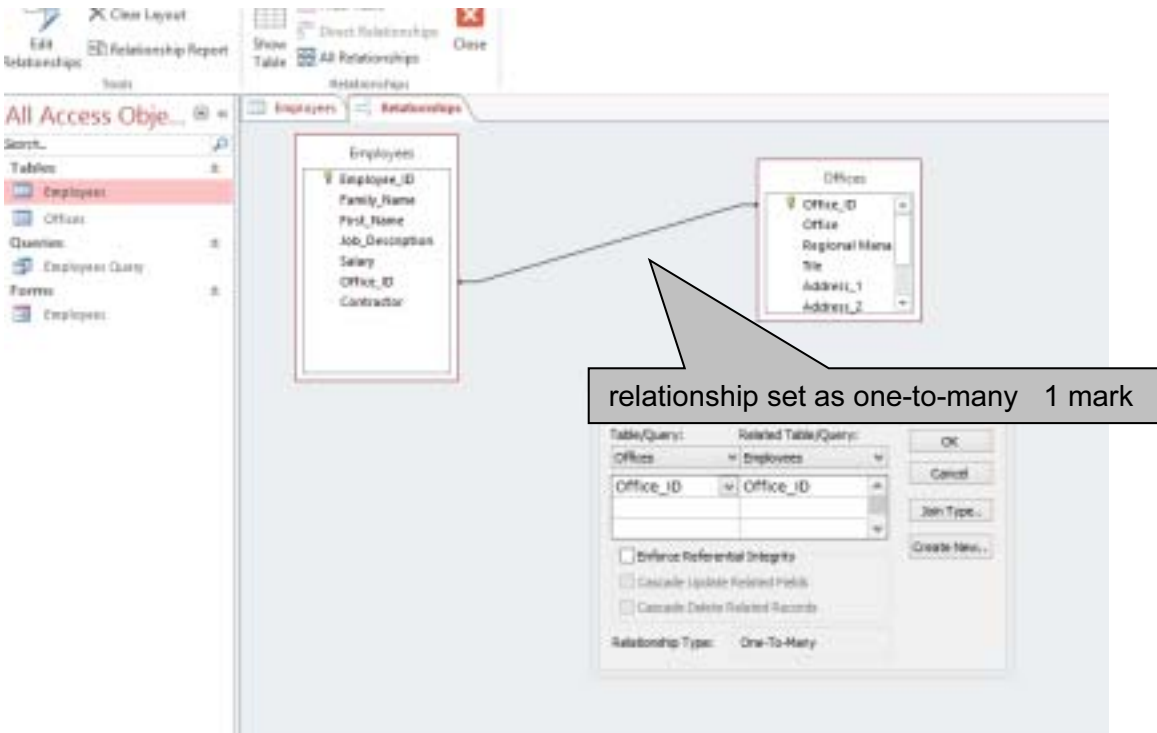 Clear Layout
Edit Relationships
Relationship Report
Tools
Show Table
Direct Relationships
All Relationships
Close
Relationships
All Access Obje...
Search..
Tables
Employees
Offices
Queries
Employees Query
Forms
Employees
Employees
Relationships
Employees
Employee_ID
Family_Name
First_Name
Job_Description
Salary
Office_ID
Contractor
Offices
Office_ID
Office
Regional Mana
Address_1
Address_2
relationship set as one-to-many 1 mark
Table/Query: Related Table/Query:
Offices Employees
Office_ID Office_ID
OK
Cancel
Join Type..
Create New..
Enforce Referential Integrity
Cascade Update Related Fields
Cascade Delete Related Records
Relationship Type: One-To-Many